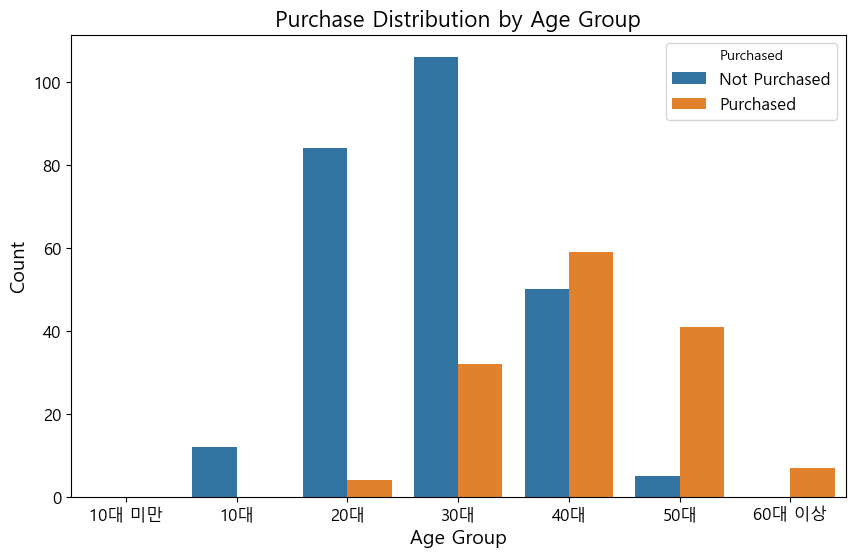 Purchase Distribution by Age Group
Purchased
Not Purchased
Purchased
Count
100
80
60
40
20
0
10대 미만 10대 20대 30대 40대 50대 60대 이상
Age Group